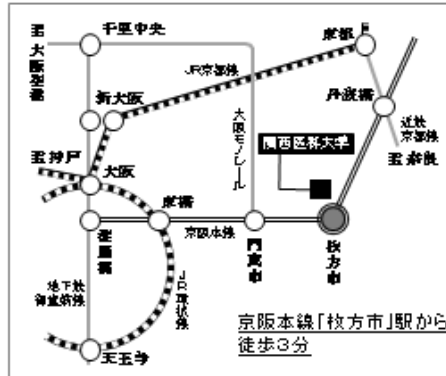 至大阪空港
千里中央
京都
JR京都線
新大阪
丹波橋
近鉄
京都線
至奈良
大阪モノレール
関西医科大学
至神戸
大阪
京橋
淀屋橋
京阪本線
門真市
枚方市
地下鉄
御堂筋線
JR環状線
天王寺
京阪本線「枚方市」駅から
徒歩3分